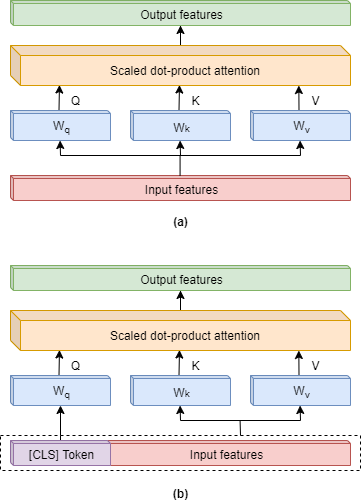 Output features
Scaled dot-product attention
Q K V
Wq Wk Wv
Input features
(a)
Output features
Scaled dot-product attention
Q K V
Wq Wk Wv
[CLS] Token Input features
(b)